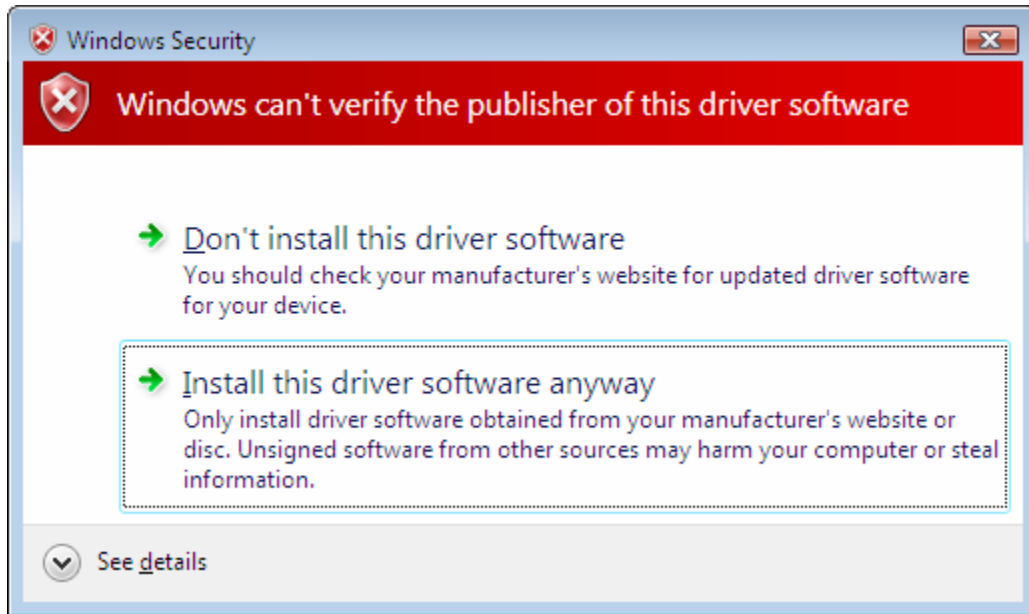 Windows Security
Windows can't verify the publisher of this driver software
Don't install this driver software
You should check your manufacturer's website for updated driver software
for your device.
Install this driver software anyway
Only install driver software obtained from your manufacturer's website or
disc. Unsigned software from other sources may harm your computer or steal
information.
See details